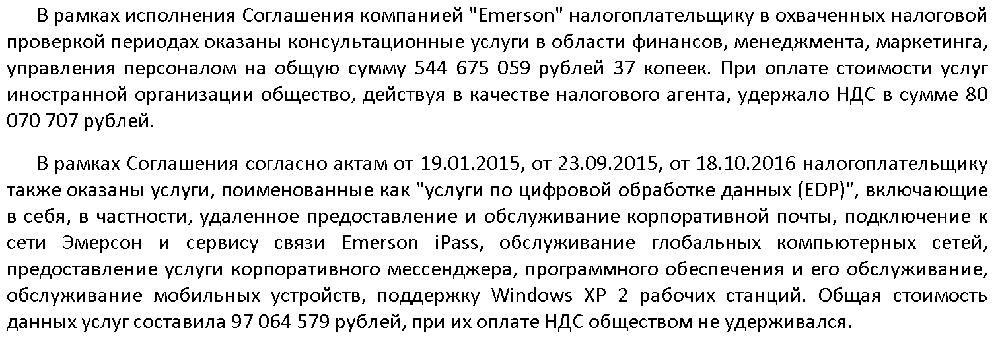 В рамках исполнения Соглашения компанией "Emerson" налогоплательщику в охваченных налоговой
проверкой периодах оказаны консультационные услуги в области финансов, менеджмента, маркетинга,
управления персоналом на общую сумму 544 675 059 рублей 37 копеек. При оплате стоимости услуг
иностранной организации общество, действуя в качестве налогового агента, удержало НДС в сумме 80
070 707 рублей.
В рамках Соглашения согласно актам от 19.01.2015, от 23.09.2015, от 18.10.2016 налогоплательщику
также оказаны услуги, поименованные как "услуги по цифровой обработке данных (EDP)", включающие
в себя, в частности, удаленное предоставление и обслуживание корпоративной почты, подключение к
сети Эмерсон и сервису связи Emerson iPass, обслуживание глобальных компьютерных сетей,
предоставление услуги корпоративного мессенджера, программного обеспечения и его обслуживание,
обслуживание мобильных устройств, поддержку Windows XP 2 рабочих станций. Общая стоимость
данных услуг составила 97 064 579 рублей, при их оплате НДС обществом не удерживался.